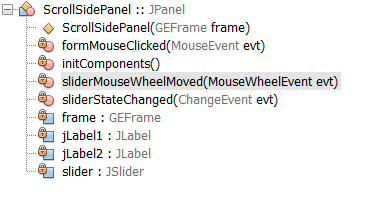 ScrollSidePanel :: JPanel
ScrollSidePanel(GEFrame frame)
formMouseClicked(MouseEvent evt)
initComponents()
sliderMouseWheelMoved(MouseWheelEvent evt)
sliderStateChanged(ChangeEvent evt)
frame : GEFrame
jLabel1 : JLabel
jLabel2 : JLabel
slider : JSlider